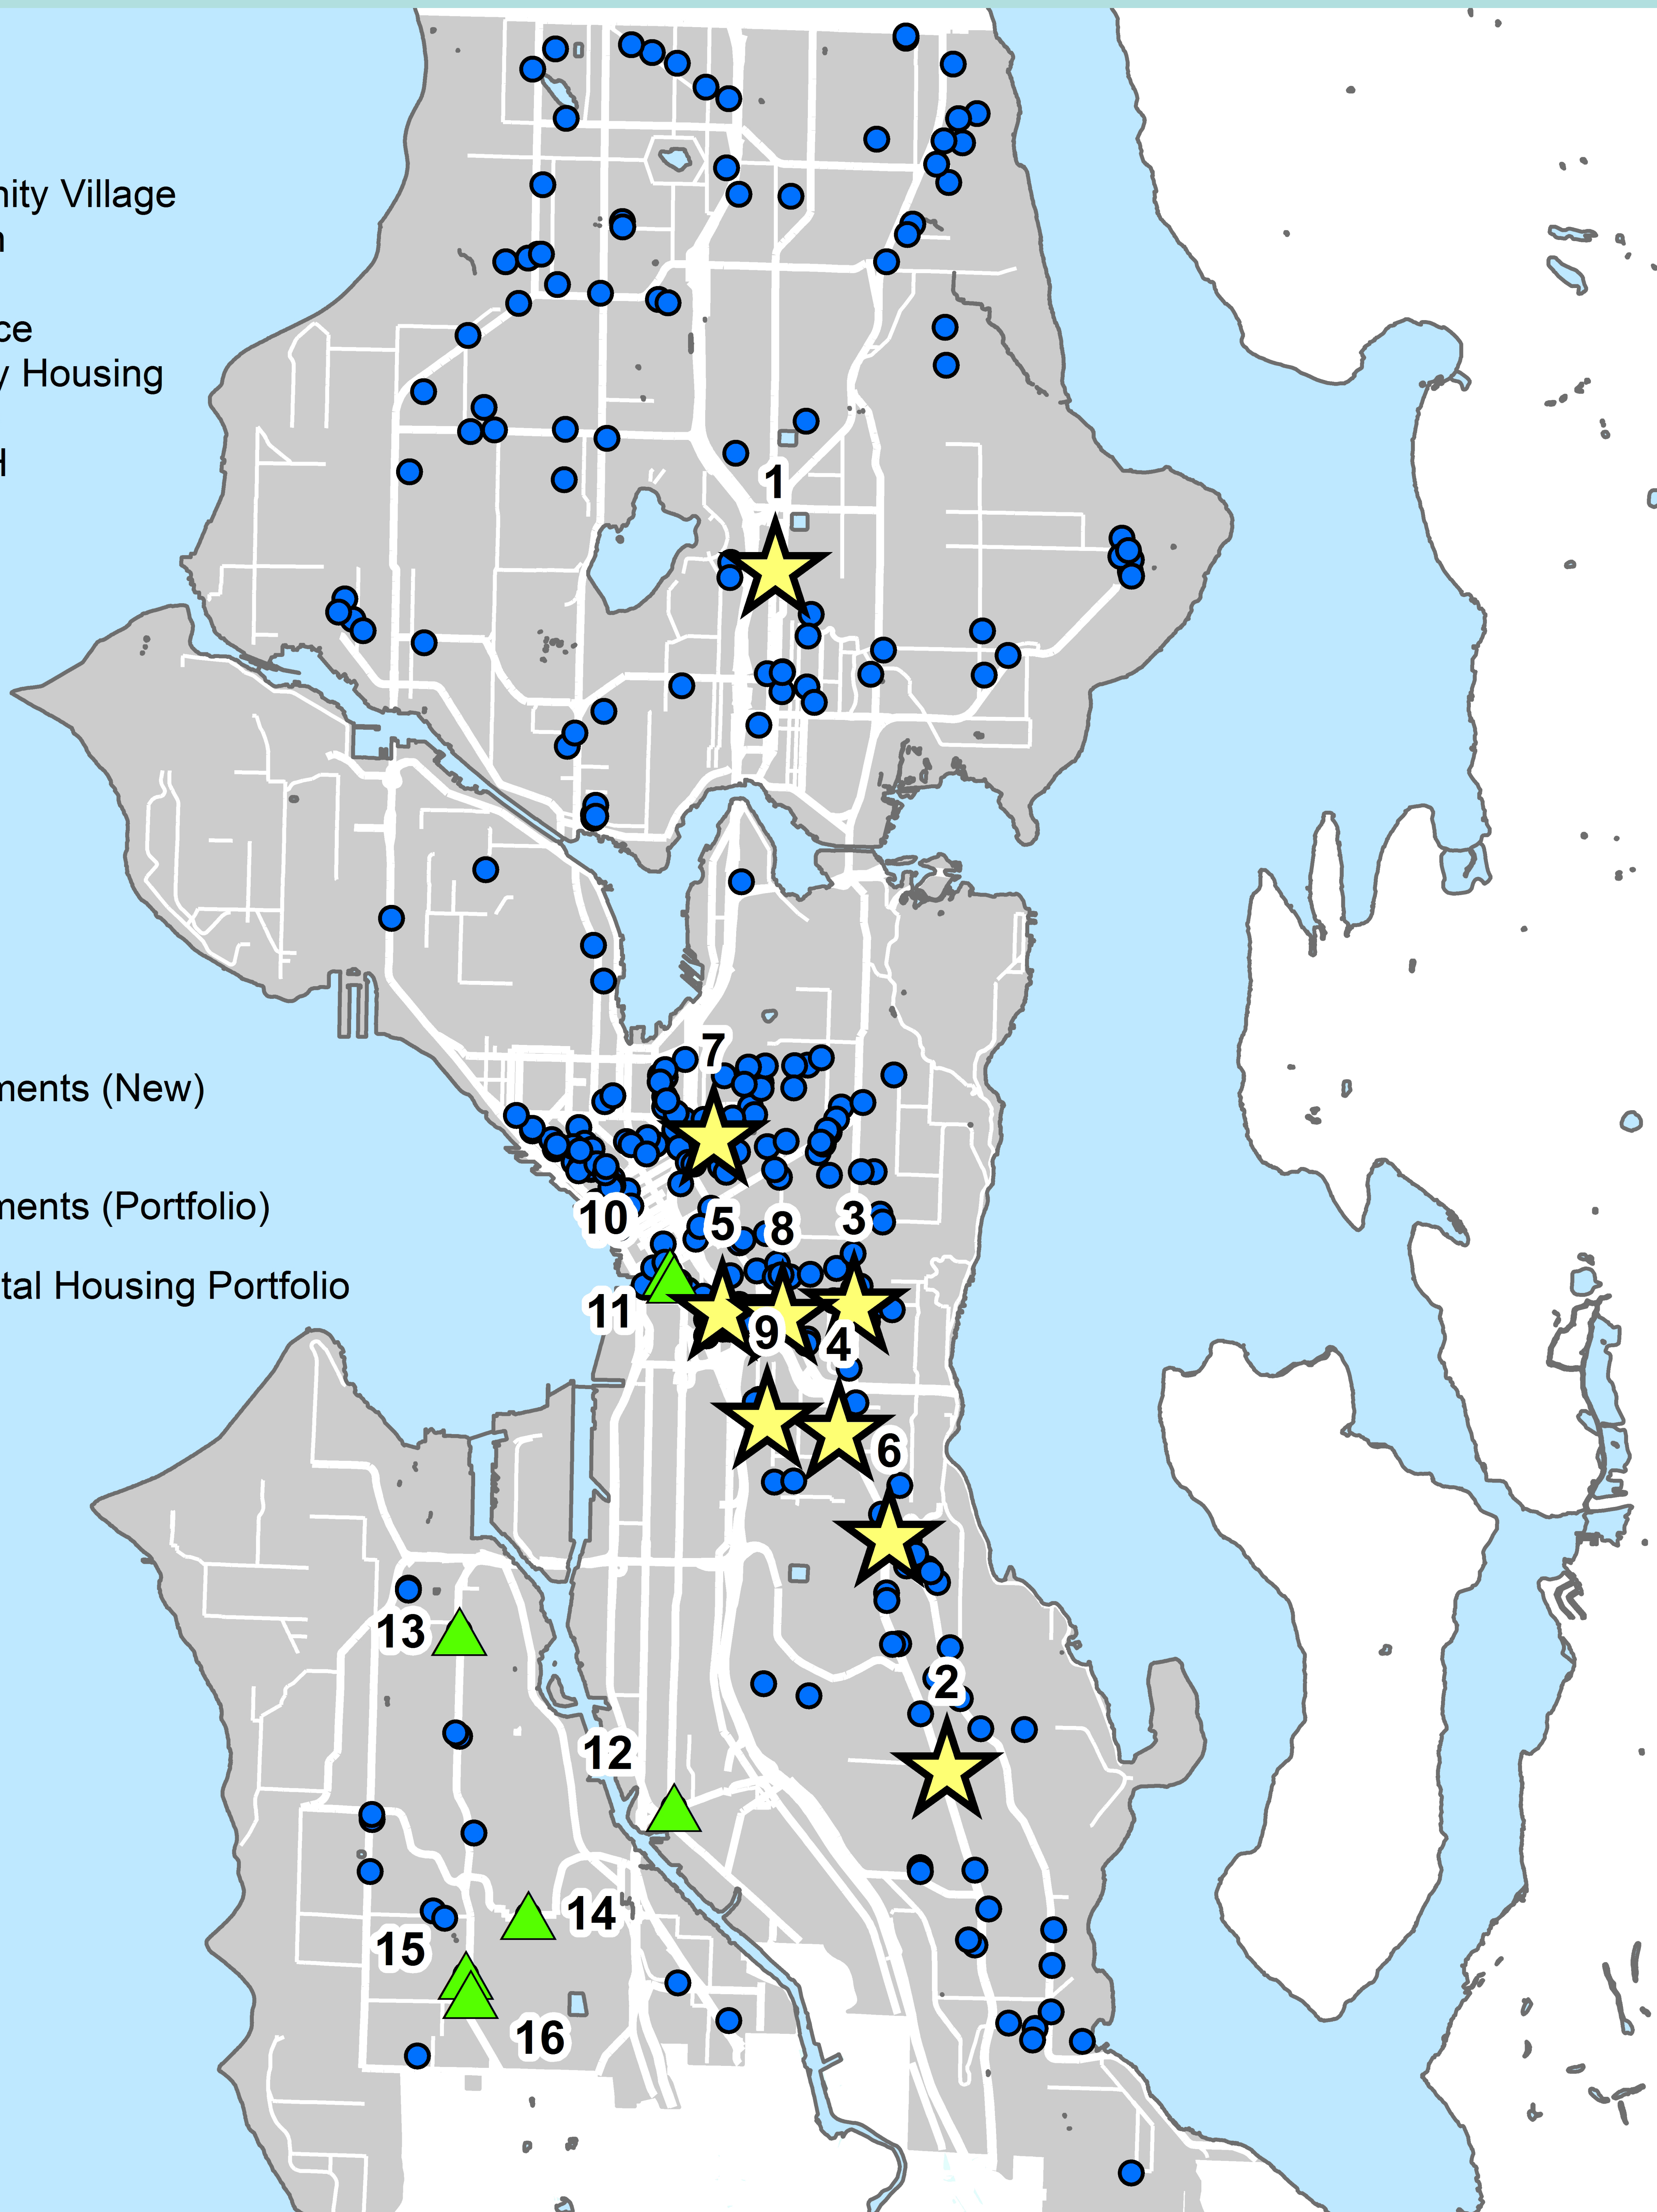 nity Village
n
ce
y Housing
H
1
7
ments (New)
ments (Portfolio)
10
5
8
3
tal Housing Portfolio
11
9
4
6
13
2
12
14
15
16